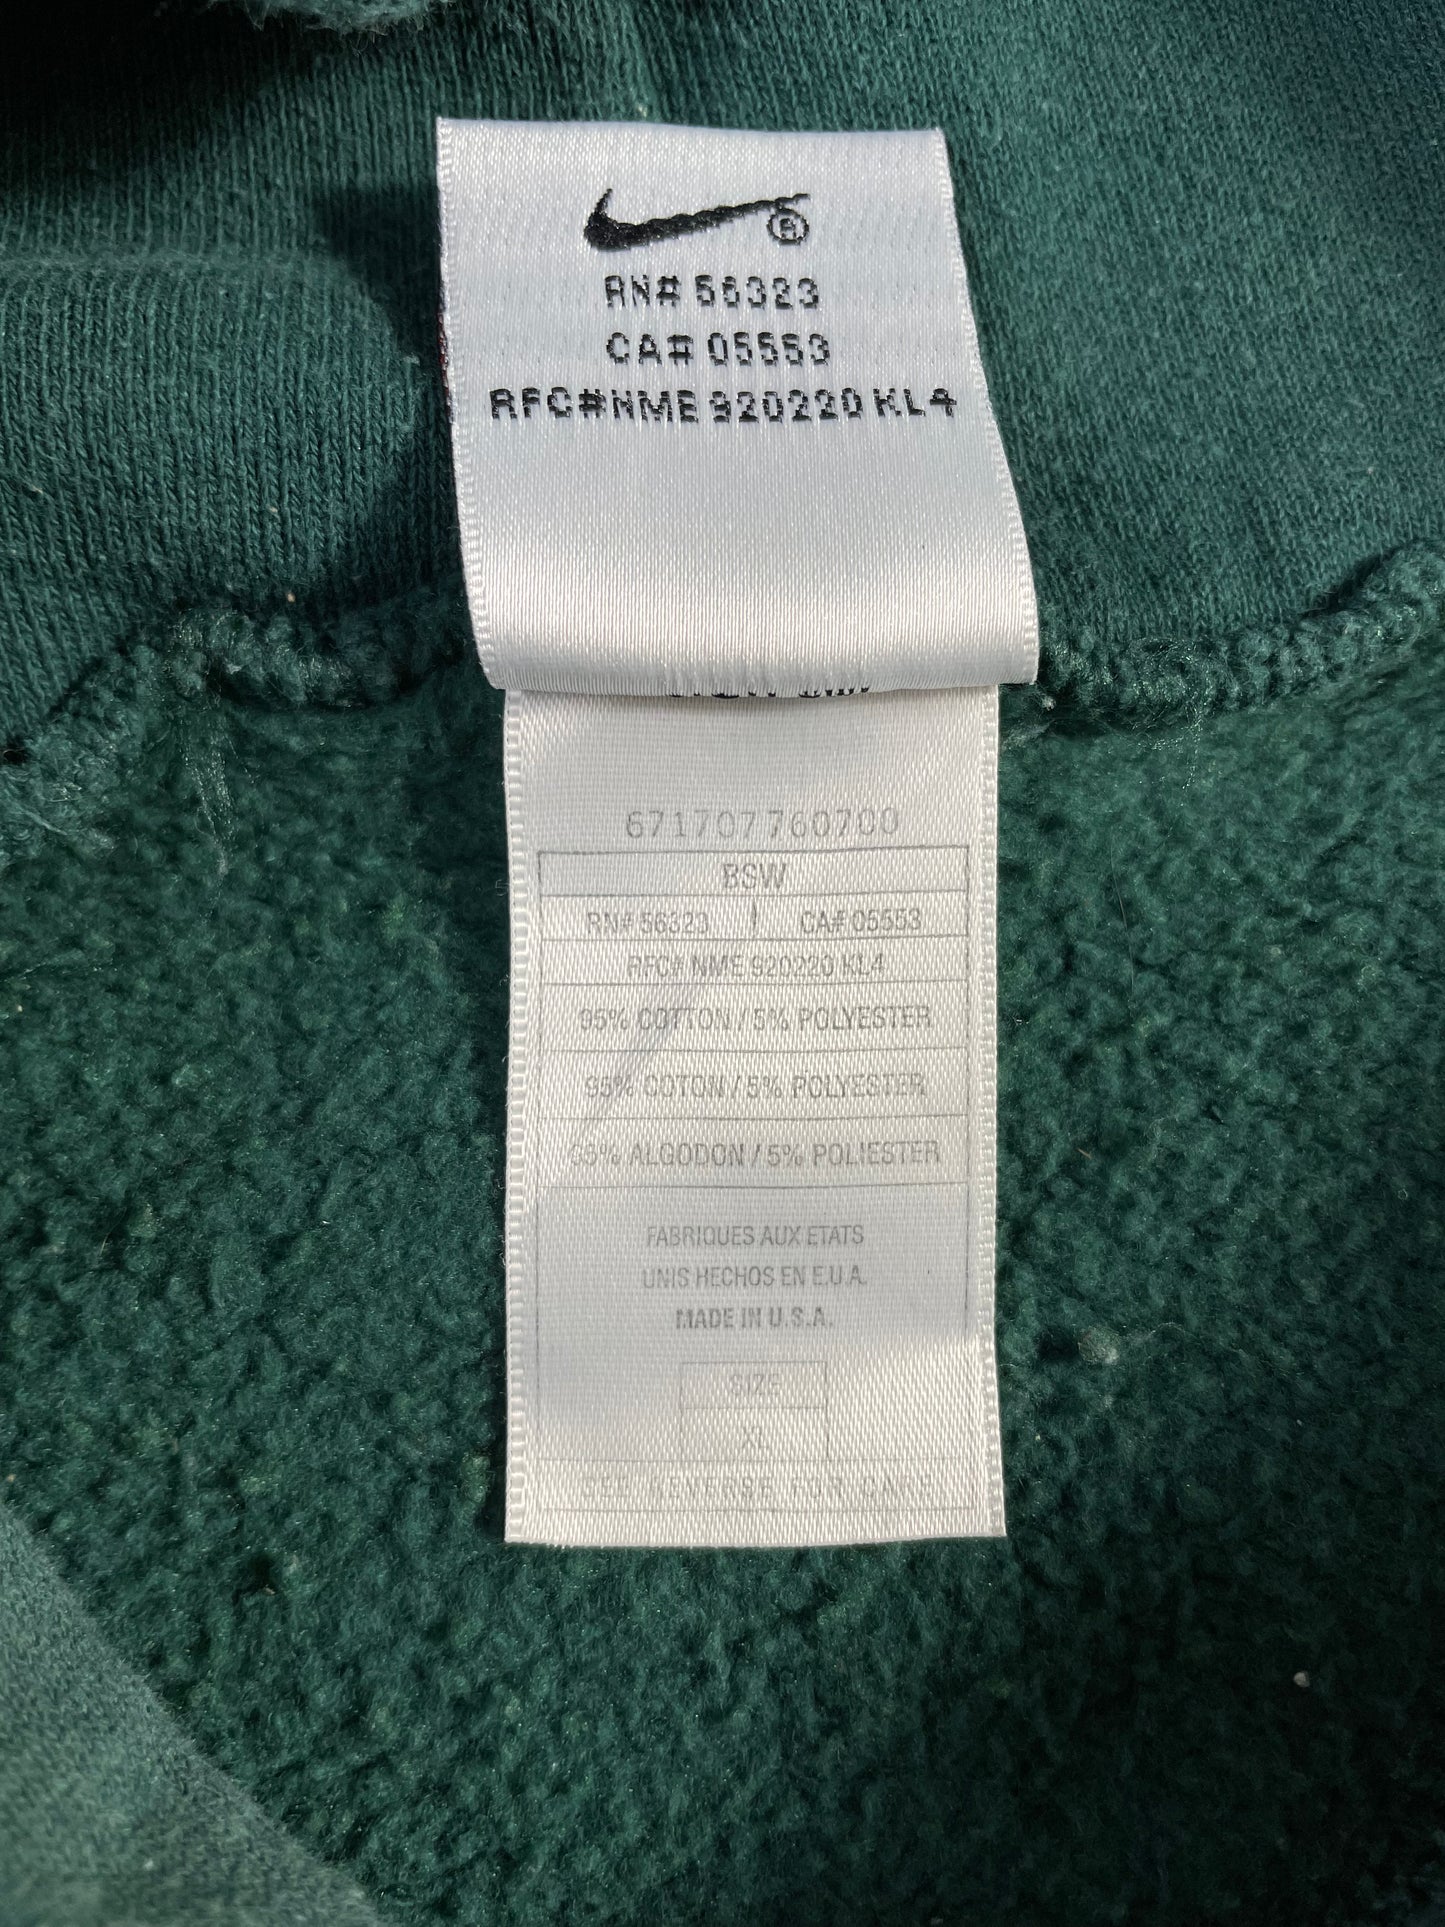 ®
RN# 56323
CA# 05553
RFC#NME 920220 KL4
671707760700
BSW
RN# 56323 CA# 05553
RFC# NME 920220 KL4
95% COTTON / 5% POLYESTER
95% COTON / 5% POLYESTER
95% ALGODON / 5% POLIESTER
FABRIQUES AUX ETATS
UNIS HECHOS EN E.U.A.
MADE IN U.S.A.
SIZE
XL
SEE REVERSE FOR CARE